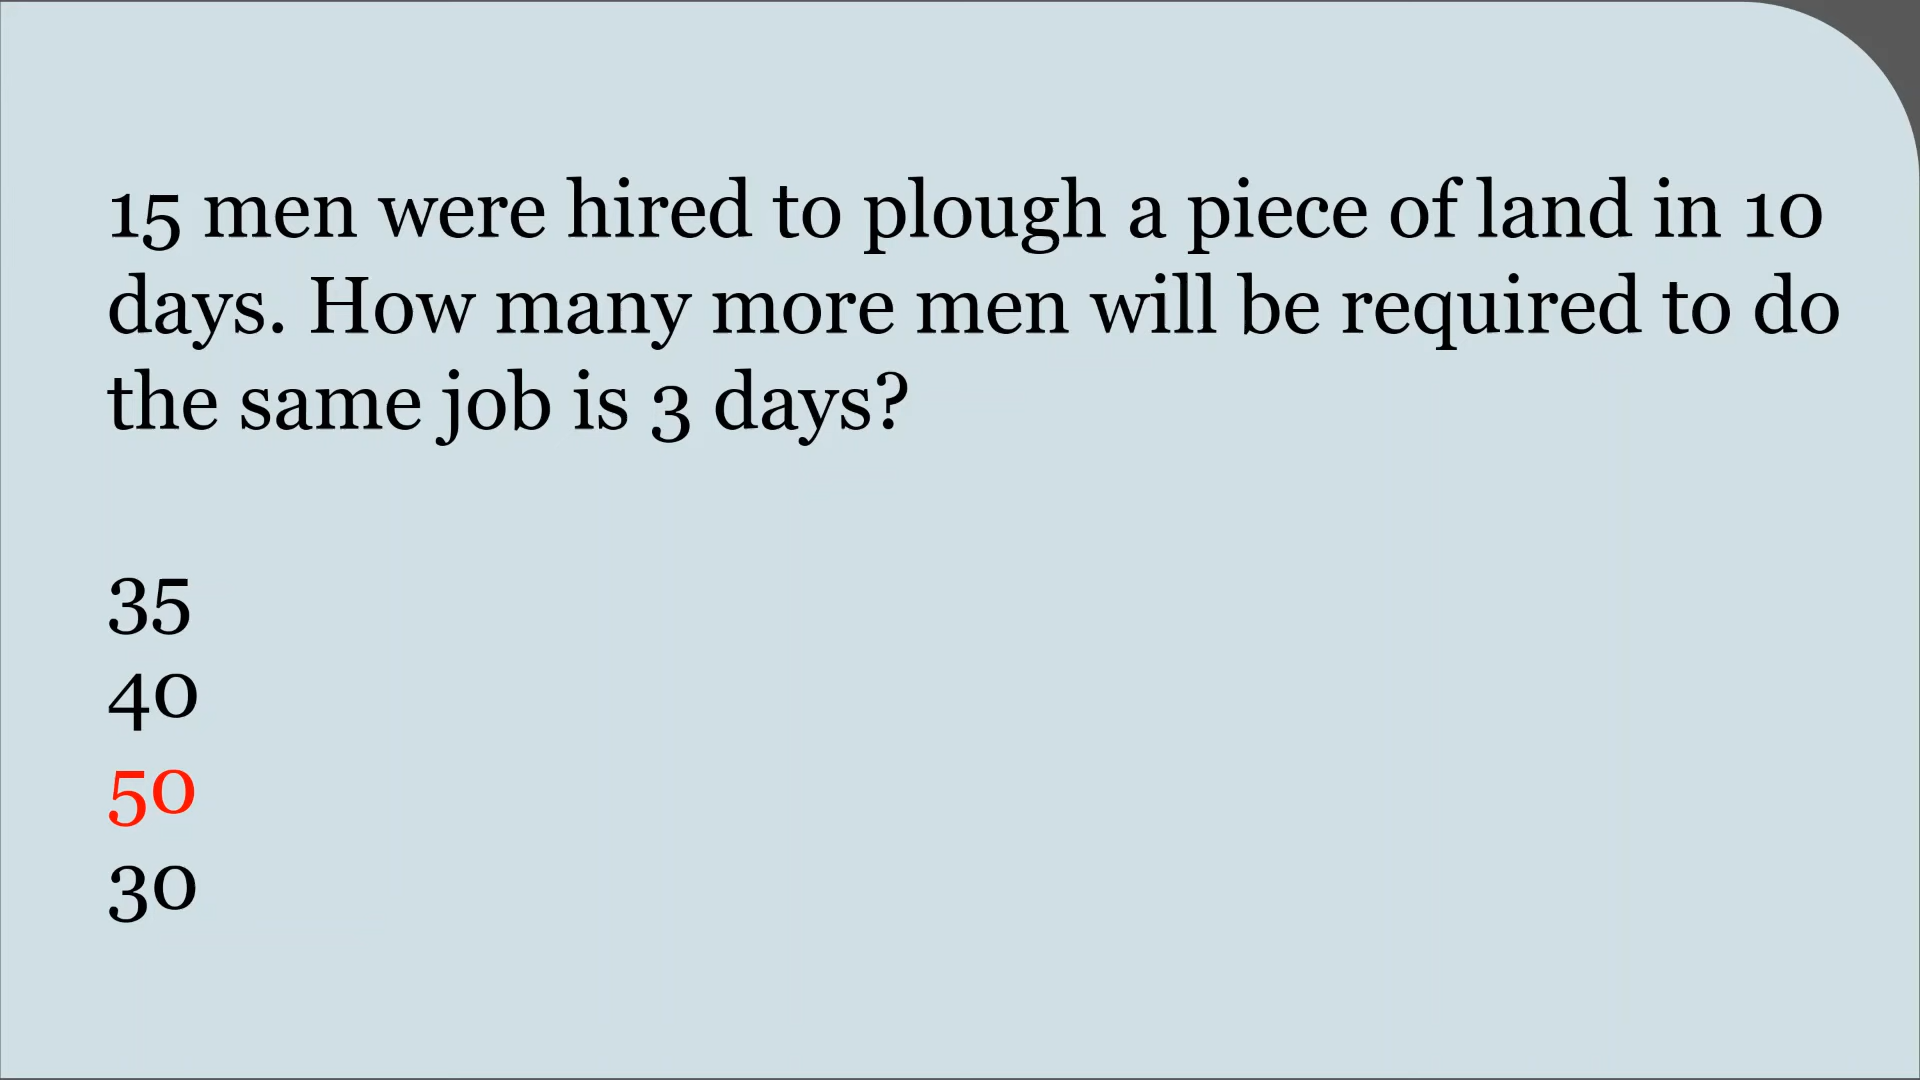 15 men were hired to plough a piece of land in 10
days. How many more men will be required to do
the same job is 3 days?
35
40
50
30